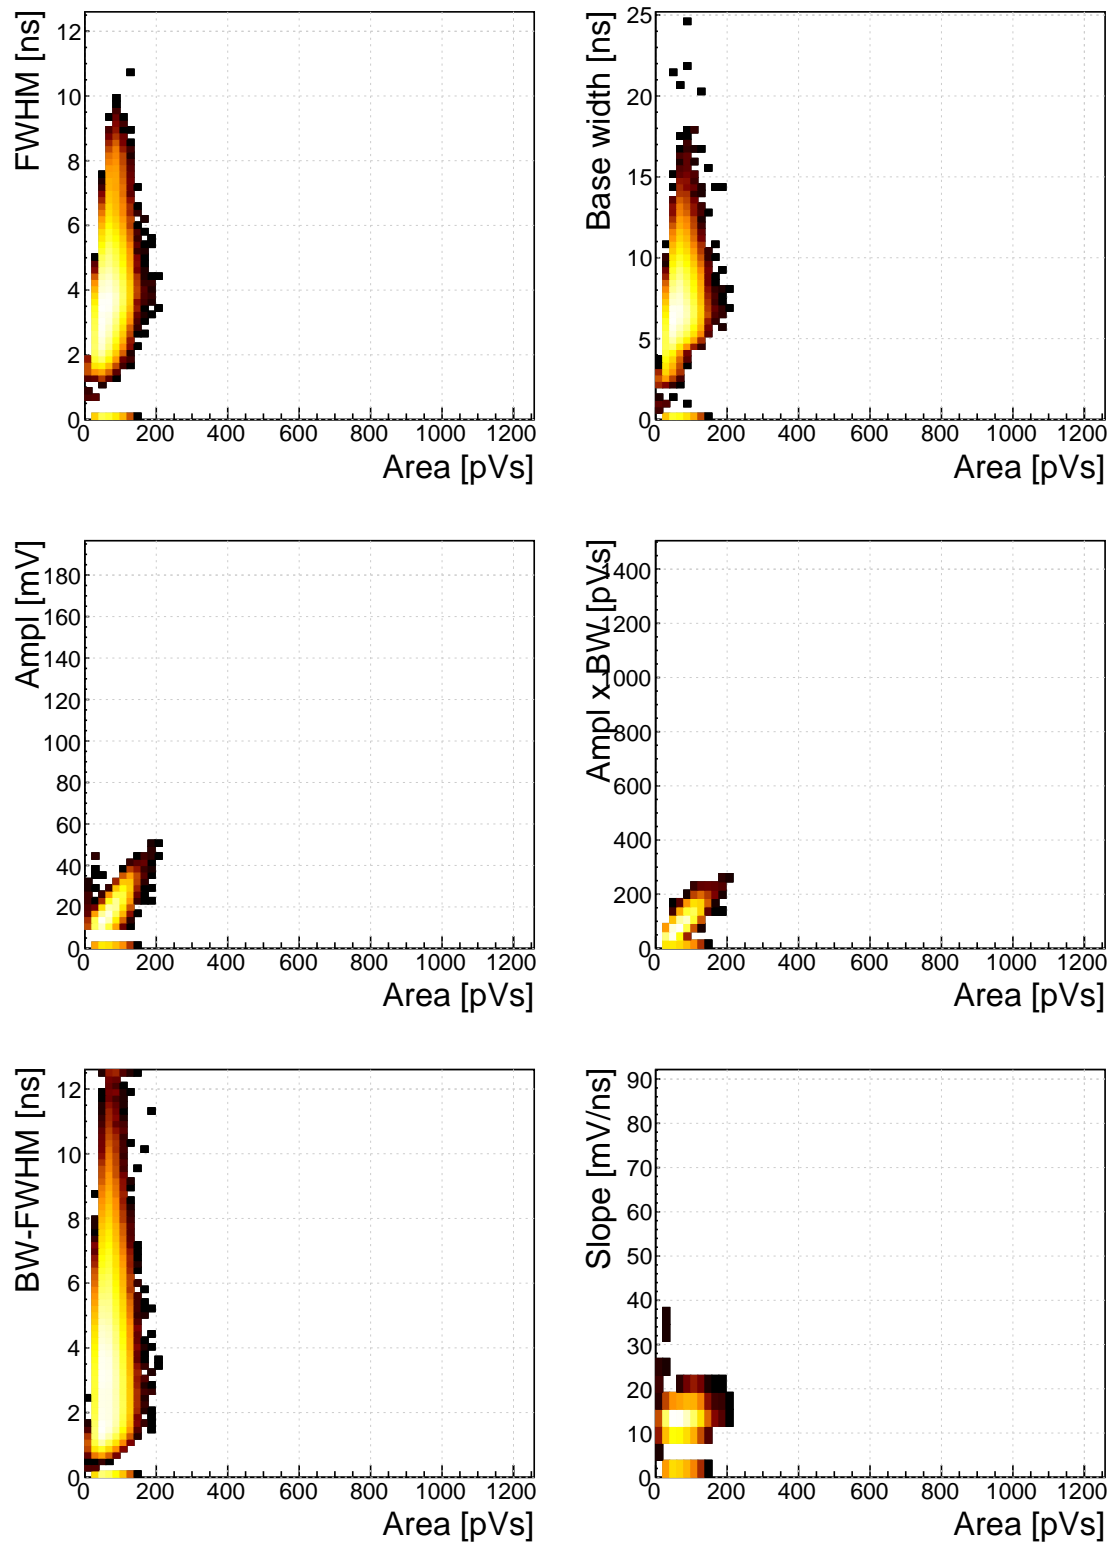 FWHM [ns]
12
10
8
6
4
2
0
0 200 400 600 800 1000 1200
Area [pVs]
Base width [ns]
25
20
15
10
5
0
0 200 400 600 800 1000 1200
Area [pVs]
Ampl [mV]
180
160
140
120
100
80
60
40
20
0
0 200 400 600 800 1000 1200
Area [pVs]
Ampl x BW [pVs]
1400
1200
1000
800
600
400
200
0
0 200 400 600 800 1000 1200
Area [pVs]
BW-FWHM [ns]
12
10
8
6
4
2
0
0 200 400 600 800 1000 1200
Area [pVs]
Slope [mV/ns]
90
80
70
60
50
40
30
20
10
0
0 200 400 600 800 1000 1200
Area [pVs]